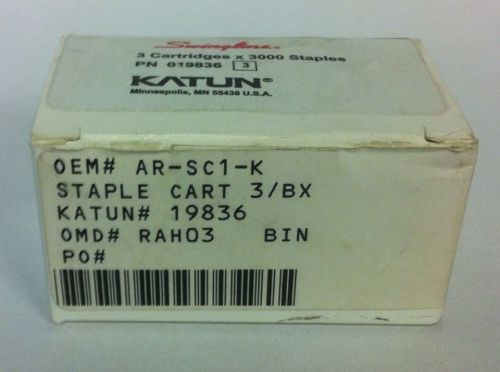 Swingline
3 Cartridges x 3000 Staples
PN 019836 3
KATUN®
Minneapolis, MN 55438 U.S.A.
OEM# AR-SC1-K
STAPLE CART 3/BX
KATUN# 19836
OMD# RAH03 BIN
PO#